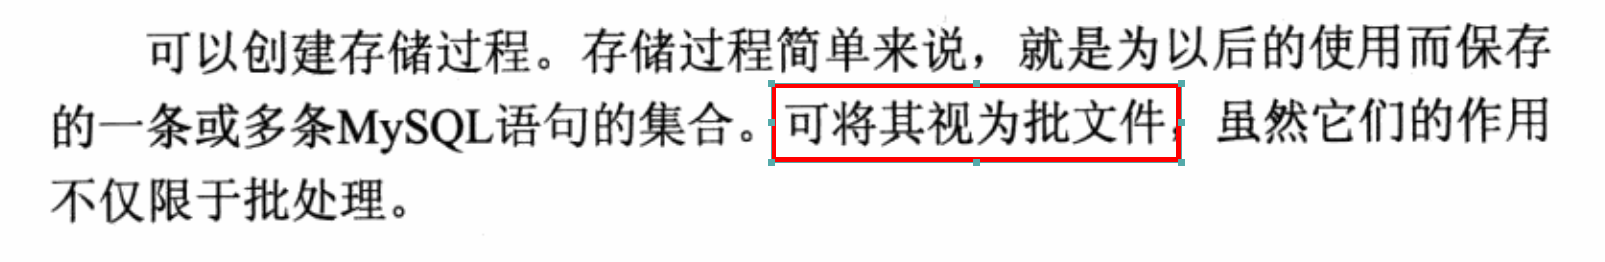 可以创建存储过程。存储过程简单来说，就是为以后的使用而保存
的一条或多条MySQL语句的集合。可将其视为批文件，虽然它们的作用
不仅限于批处理。